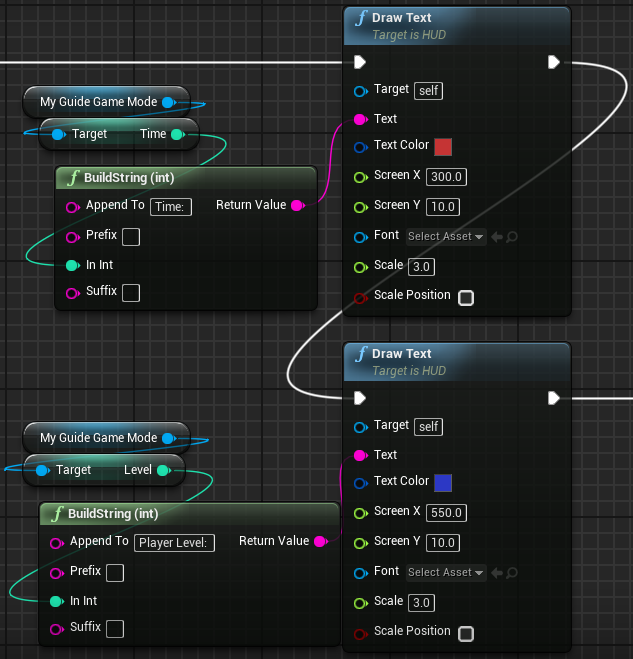 Draw Text
Target is HUD
Target self
Text
Text Color
Screen X 300.0
Screen Y 10.0
Font Select Asset
Scale 3.0
Scale Position
My Guide Game Mode
Target Time
BuildString (int)
Append To Time: Return Value
Prefix
In Int
Suffix
Draw Text
Target is HUD
Target self
Text
Text Color
Screen X 550.0
Screen Y 10.0
Font Select Asset
Scale 3.0
Scale Position
My Guide Game Mode
Target Level
BuildString (int)
Append To Player Level: Return Value
Prefix
In Int
Suffix